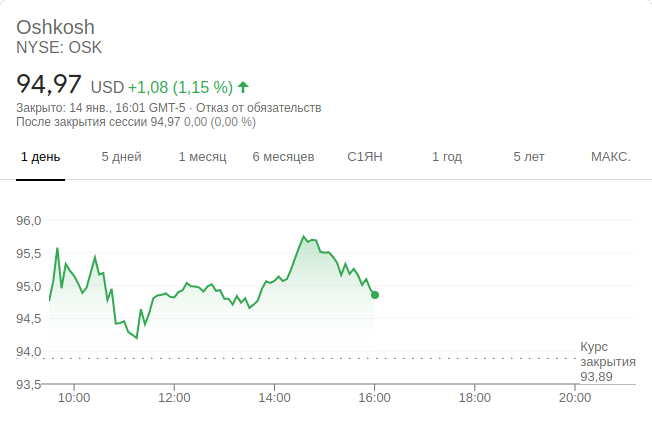 Oshkosh
NYSE: OSK
94,97 USD +1,08 (1,15 %)
Закрыто: 14 янв., 16:01 GMT-5 · Отказ от обязательств
После закрытия сессии 94,97 0,00 (0,00 %)
1 день 5 дней 1 месяц 6 месяцев С1ЯН 1 год 5 лет МАКС.
96,0
95,5
95,0
94,5
94,0
Курс
закрытия
93,89
93,5
10:00 12:00 14:00 16:00 18:00 20:00